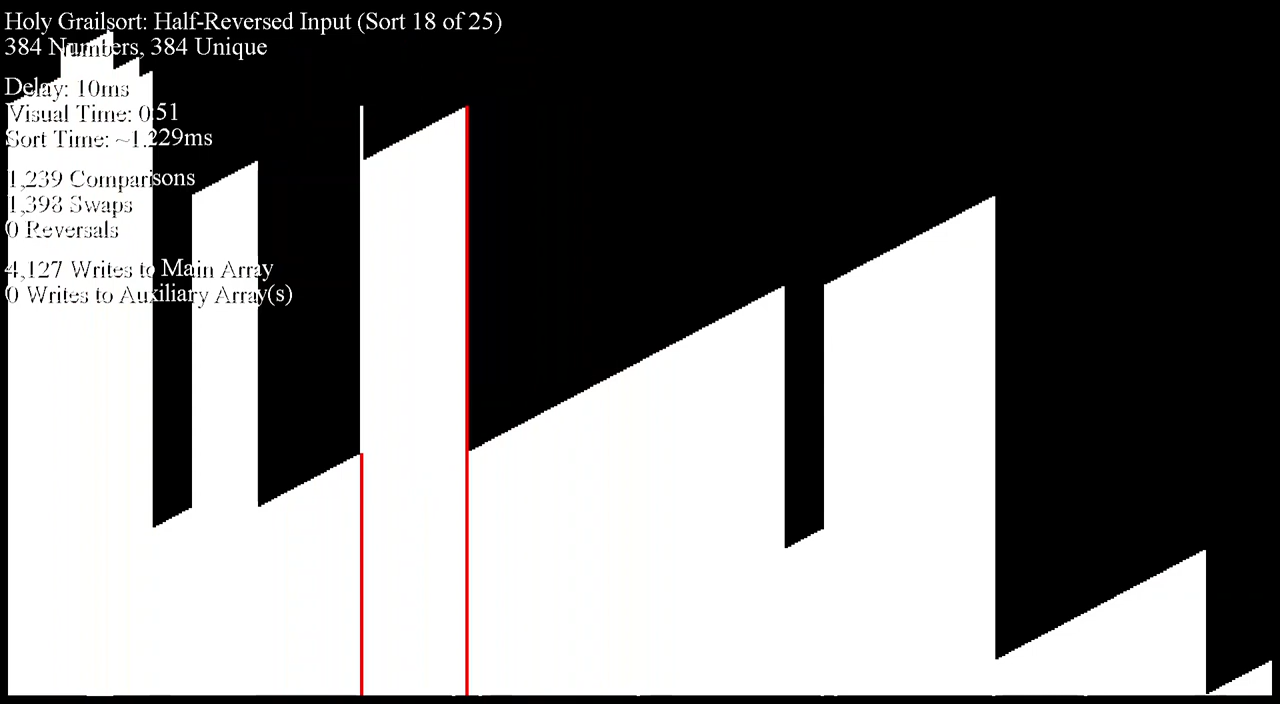 Holy Grailsort: Half-Reversed Input (Sort 18 of 25)
384 Numbers, 384 Unique
Delay: 10ms
Visual Time: 0:51
Sort Time: ~1.229ms
1,239 Comparisons
1,398 Swaps
0 Reversals
4,127 Writes to Main Array
0 Writes to Auxiliary Array(s)